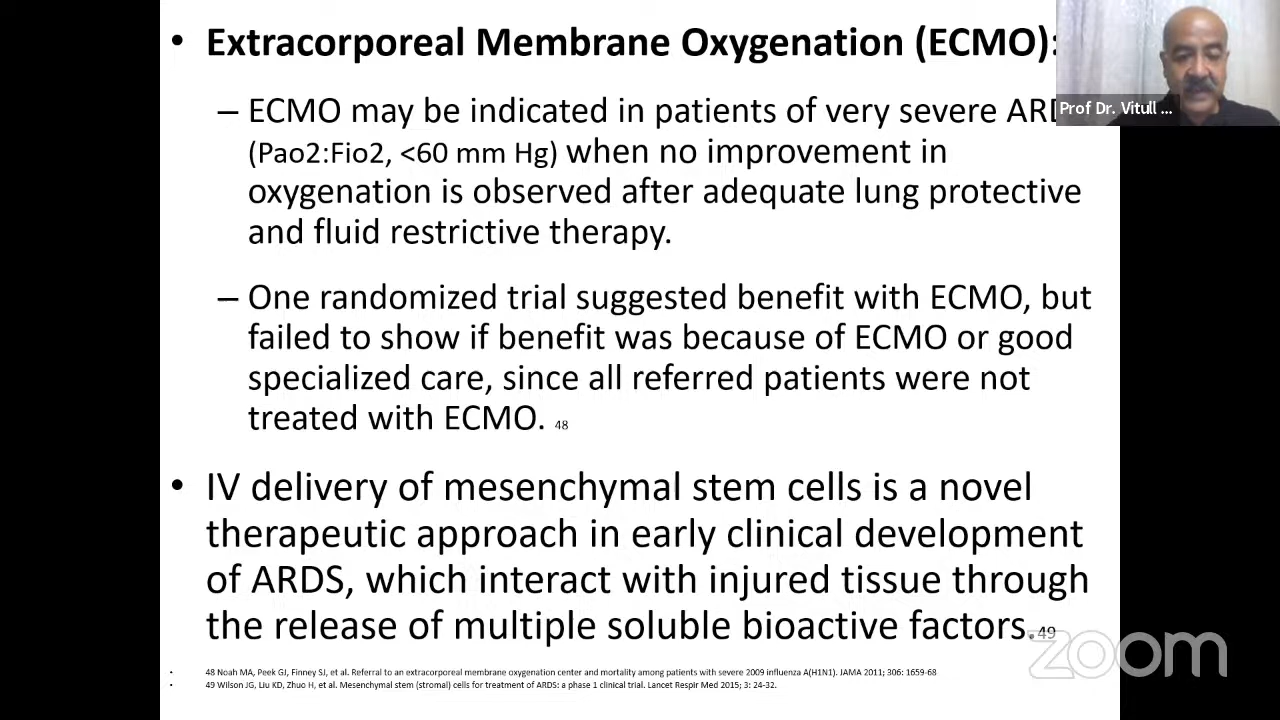 • Extracorporeal Membrane Oxygenation (ECMO):
– ECMO may be indicated in patients of very severe
(Pao2:Fio2, <60 mm Hg) when no improvement in
oxygenation is observed after adequate lung protective
and fluid restrictive therapy.
– One randomized trial suggested benefit with ECMO, but
failed to show if benefit was because of ECMO or good
specialized care, since all referred patients were not
treated with ECMO. 48
• IV delivery of mesenchymal stem cells is a novel
therapeutic approach in early clinical development
of ARDS, which interact with injured tissue through
the release of multiple soluble bioactive factors.49
• 48 Noah MA, Peek GJ, Finney SJ, et al. Referral to an extracorporeal membrane oxygenation center and mortality among patients with severe 2009 influenza A(H1N1). JAMA 2011; 306: 1659-68
• 49 Wilson JG, Liu KD, Zhuo H, et al. Mesenchymal stem (stromal) cells for treatment of ARDS: a phase 1 clinical trial. Lancet Respir Med 2015; 3: 24-32.
Prof Dr. Vitull ...
zoom